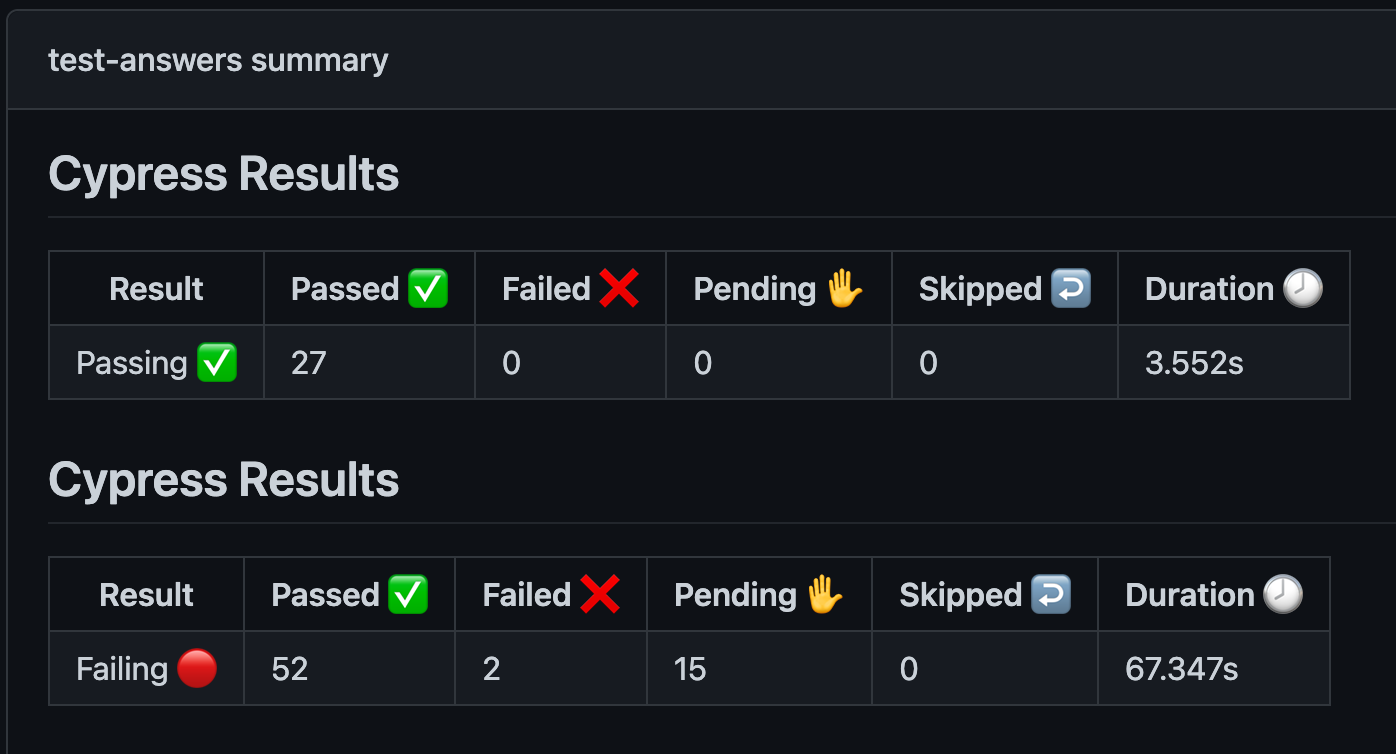 test-answers summary
Cypress Results
Result Passed ✅ Failed ❌ Pending ✋ Skipped ↩️ Duration 🕗
Passing ✅ 27 0 0 0 3.552s
Cypress Results
Result Passed ✅ Failed ❌ Pending ✋ Skipped ↩️ Duration 🕗
Failing 🔴 52 2 15 0 67.347s